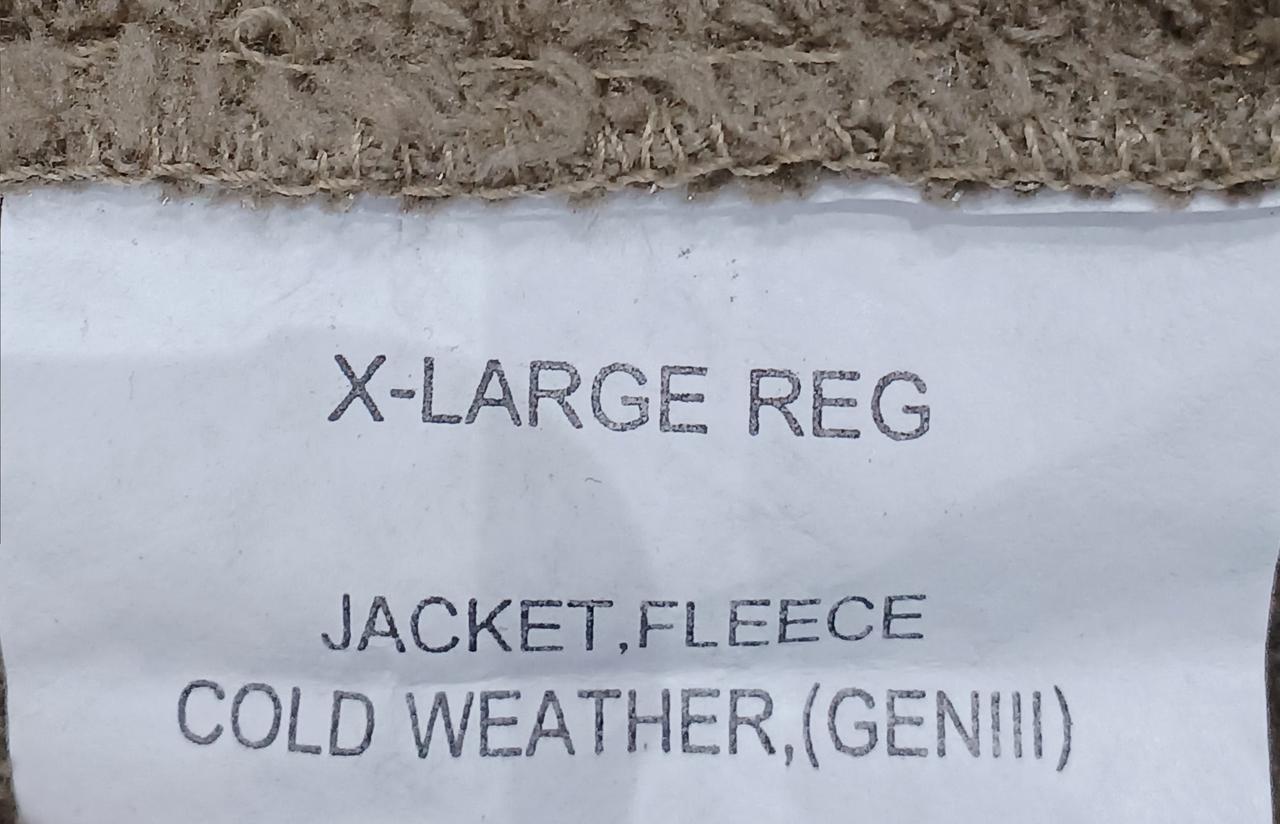 X-LARGE REG
JACKET,FLEECE
COLD WEATHER,(GENIII)